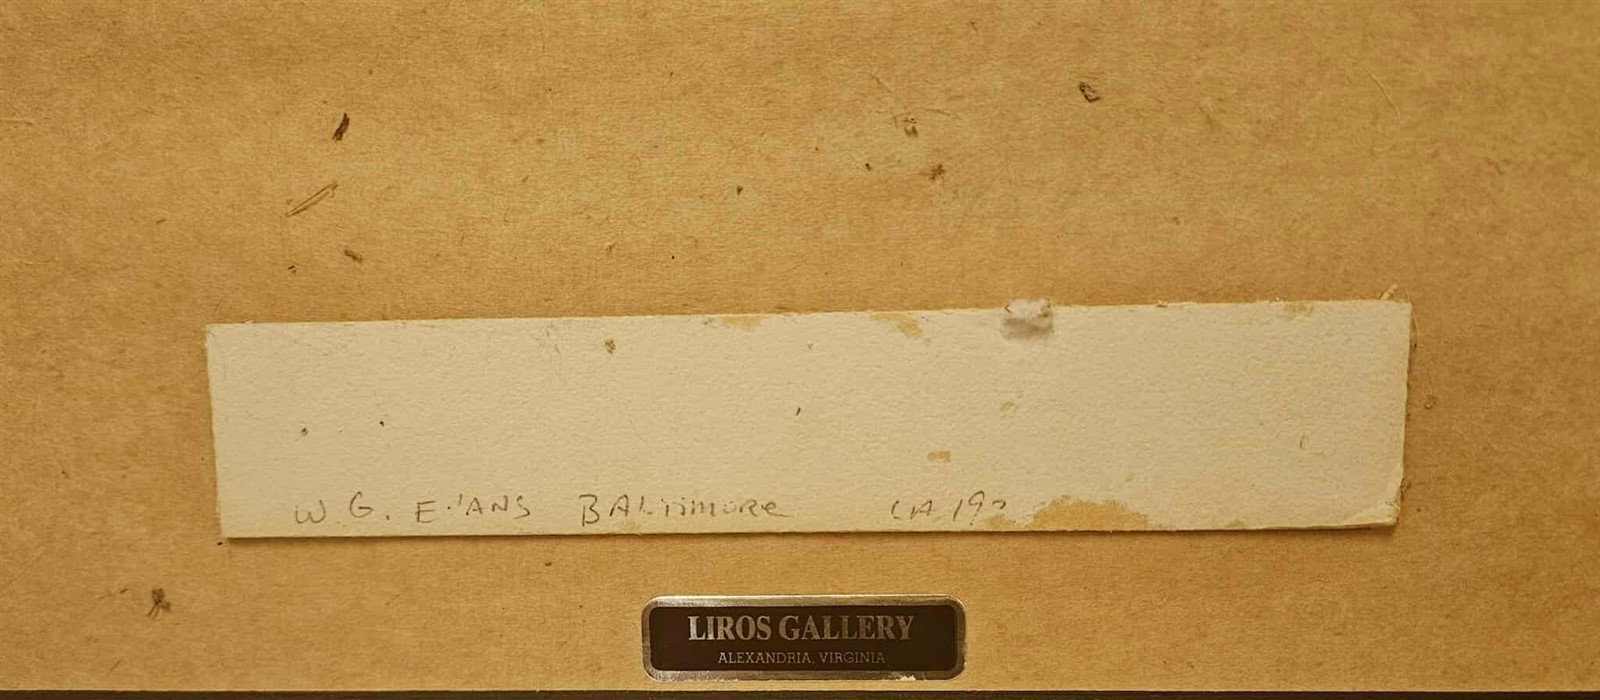 W. G. EVANS BALTIMORE CA 19
LIROS GALLERY
ALEXANDRIA, VIRGINIA